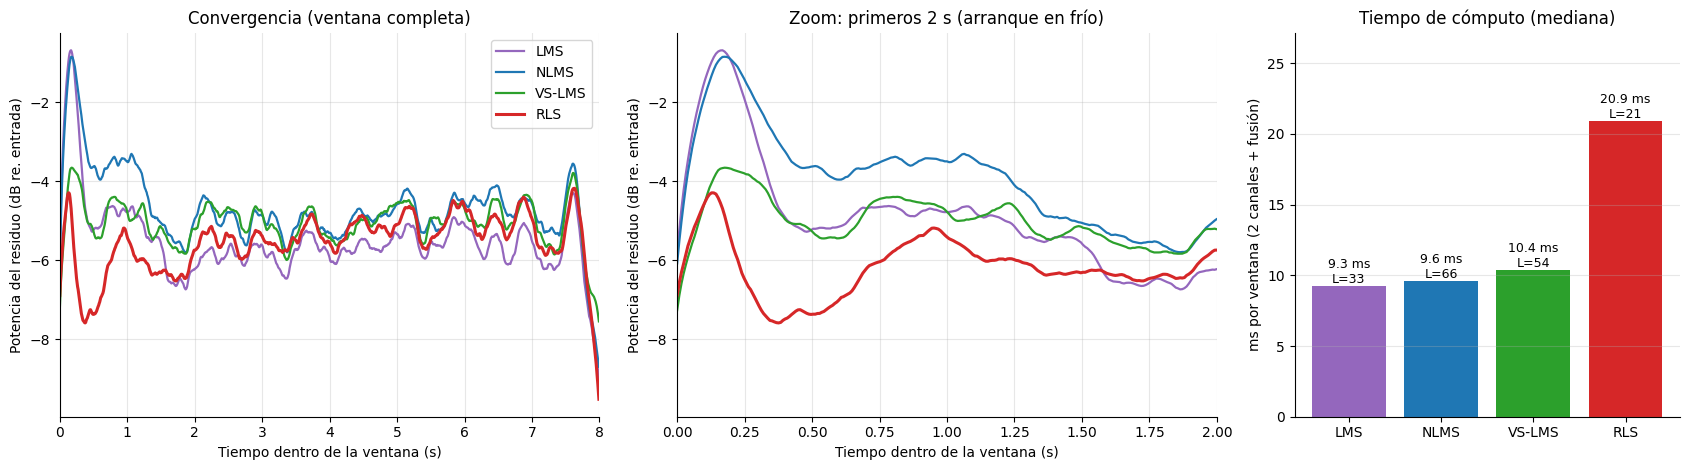 Convergencia (ventana completa)
Potencia del residuo (dB re. entrada)
−2
−4
−6
−8
0
1
2
3
4
5
6
7
8
Tiempo dentro de la ventana (s)
LMS
NLMS
VS-LMS
RLS
Zoom: primeros 2 s (arranque en frío)
Potencia del residuo (dB re. entrada)
−2
−4
−6
−8
0.00
0.25
0.50
0.75
1.00
1.25
1.50
1.75
2.00
Tiempo dentro de la ventana (s)
Tiempo de cómputo (mediana)
ms por ventana (2 canales + fusión)
25
20
15
10
5
0
9.3 ms
L=33
9.6 ms
L=66
10.4 ms
L=54
20.9 ms
L=21
LMS
NLMS
VS-LMS
RLS